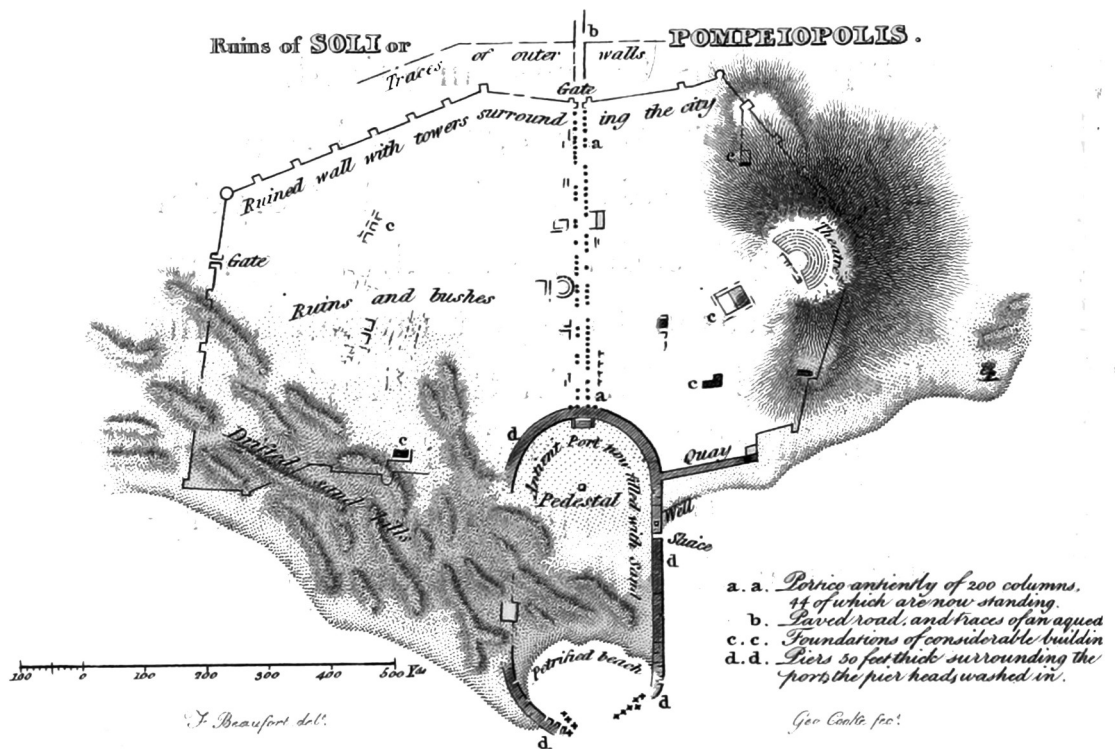 b
Ruins of SOLI or POMPEIOPOLIS.
Traces of outer walls
Gate
Ruined wall with towers surround ing the city
a
c
c
Theatre
Gate
Ruins and bushes
c
c
a
d
Antient Port now filled with Sand
c
Quay
Drifted sand hills
Pedestal
Well
Sluice
d
a. a. Portico antiently of 200 columns,
44 of which are now standing.
b. Paved road, and traces of an aqued
c. c. Foundations of considerable buildin
d. d. Piers 50 feet thick surrounding the
port, the pier heads washed in.
Petrified beach
100 0 100 200 300 400 500 Yds
d
d
F. Beaufort delt.
Geo Cooke fect.